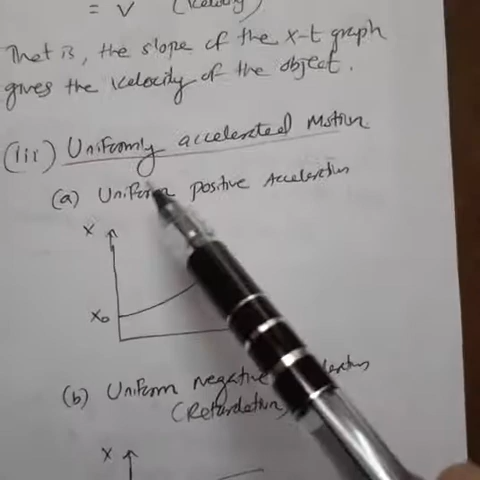 = v (Velocity)
That is, the slope of the x-t graph
gives the velocity of the object.
(iii) Uniformly accelerated Motion
(a) Uniform positive Acceleration
x
x₀
(b) Uniform negative
(Retardation)
x